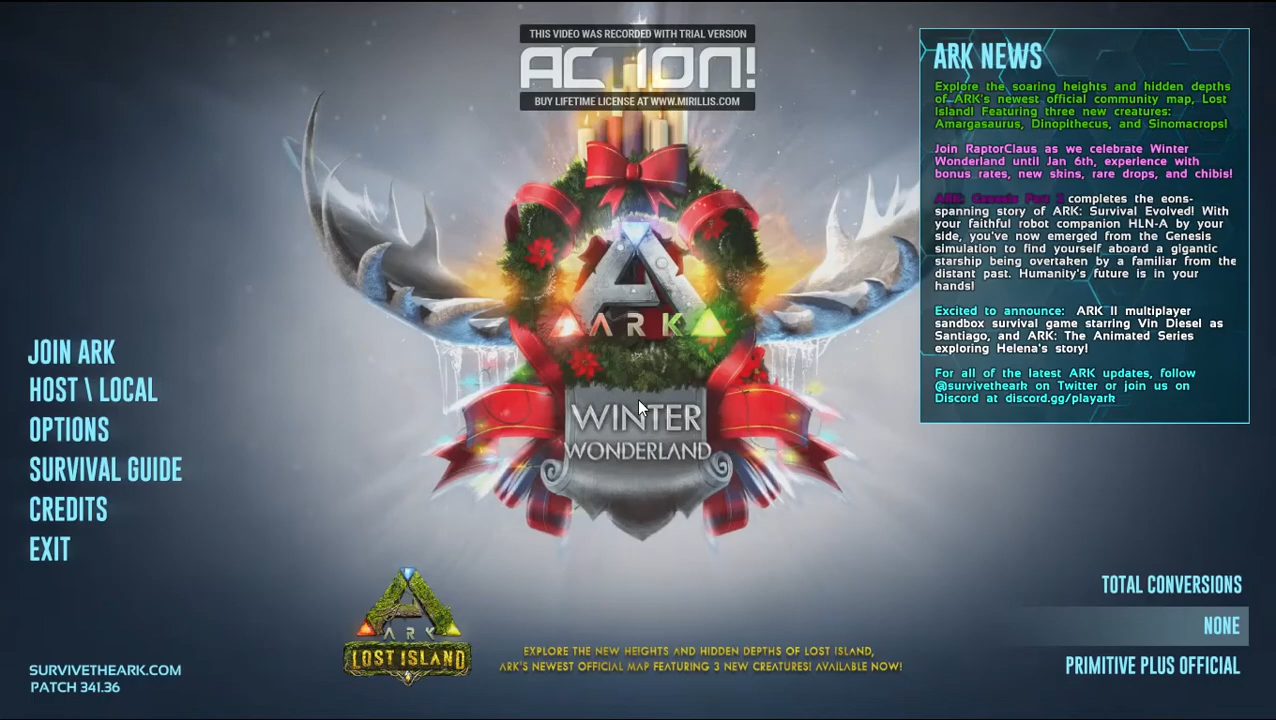 THIS VIDEO WAS RECORDED WITH TRIAL VERSION
ACTION!
BUY LIFETIME LICENSE AT WWW.MIRILLIS.COM
ARK NEWS
Explore the soaring heights and hidden depths
of ARK's newest official community map, Lost
Island! Featuring three new creatures:
Amargasaurus, Dinopithecus, and Sinomacrops!
Join RaptorClaus as we celebrate Winter
Wonderland until Jan 6th, experience with
bonus rates, new skins, rare drops, and chibis!
ARK: Genesis Part 2 completes the eons-
spanning story of ARK: Survival Evolved! With
your faithful robot companion HLN-A by your
side, you've now emerged from the Genesis
simulation to find yourself aboard a gigantic
starship being overtaken by a familiar from the
distant past. Humanity's future is in your
hands!
Excited to announce: ARK II multiplayer
sandbox survival game starring Vin Diesel as
Santiago, and ARK: The Animated Series
exploring Helena's story!
For all of the latest ARK updates, follow
@survivetheark on Twitter or join us on
Discord at discord.gg/playark
ARK
WINTER
WONDERLAND
JOIN ARK
HOST \ LOCAL
OPTIONS
SURVIVAL GUIDE
CREDITS
EXIT
SURVIVETHEARK.COM
PATCH 341.36
ARK
LOST ISLAND
EXPLORE THE NEW HEIGHTS AND HIDDEN DEPTHS OF LOST ISLAND,
ARK'S NEWEST OFFICIAL MAP FEATURING 3 NEW CREATURES! AVAILABLE NOW!
TOTAL CONVERSIONS
NONE
PRIMITIVE PLUS OFFICIAL